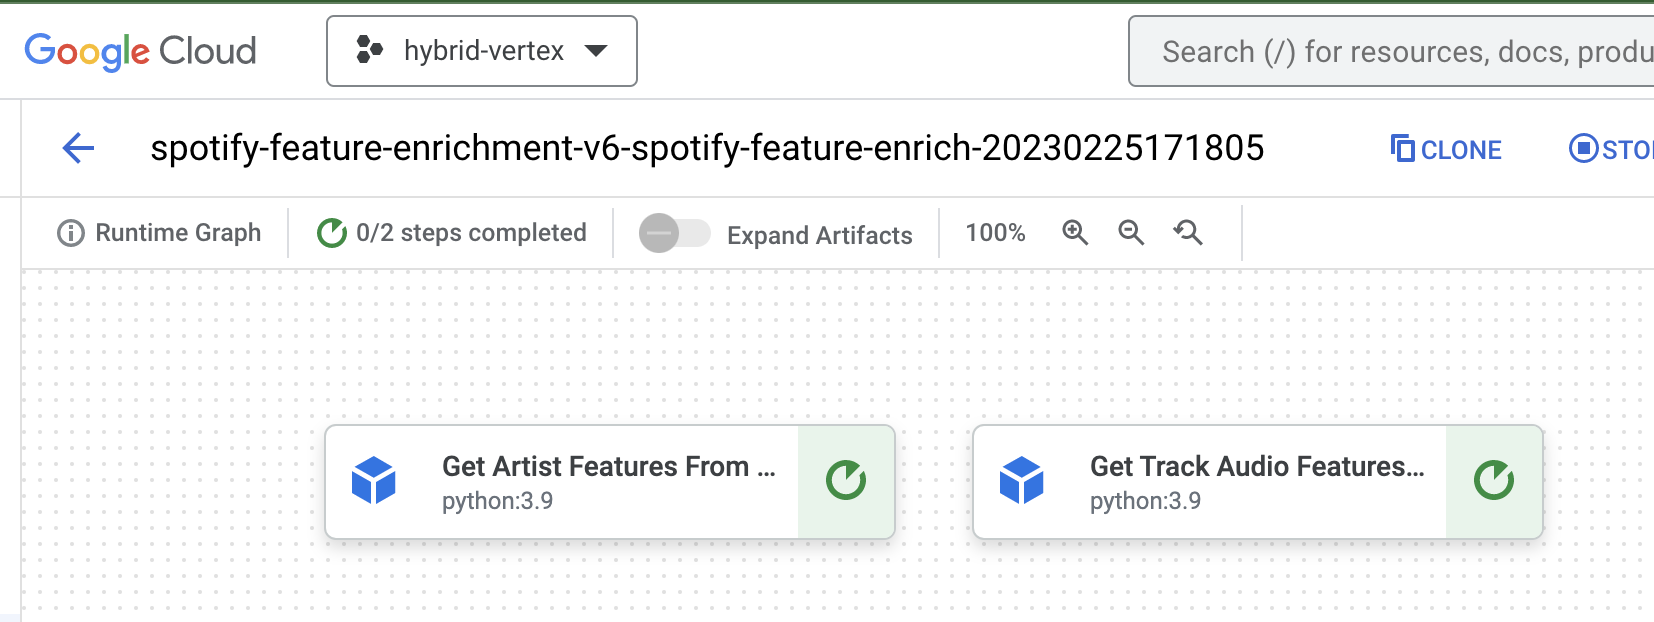 Google Cloud
hybrid-vertex
Search (/) for resources, docs, produ
spotify-feature-enrichment-v6-spotify-feature-enrich-20230225171805
CLONE
STO
Runtime Graph
0/2 steps completed
Expand Artifacts
100%
Get Artist Features From ...
python:3.9
Get Track Audio Features...
python:3.9